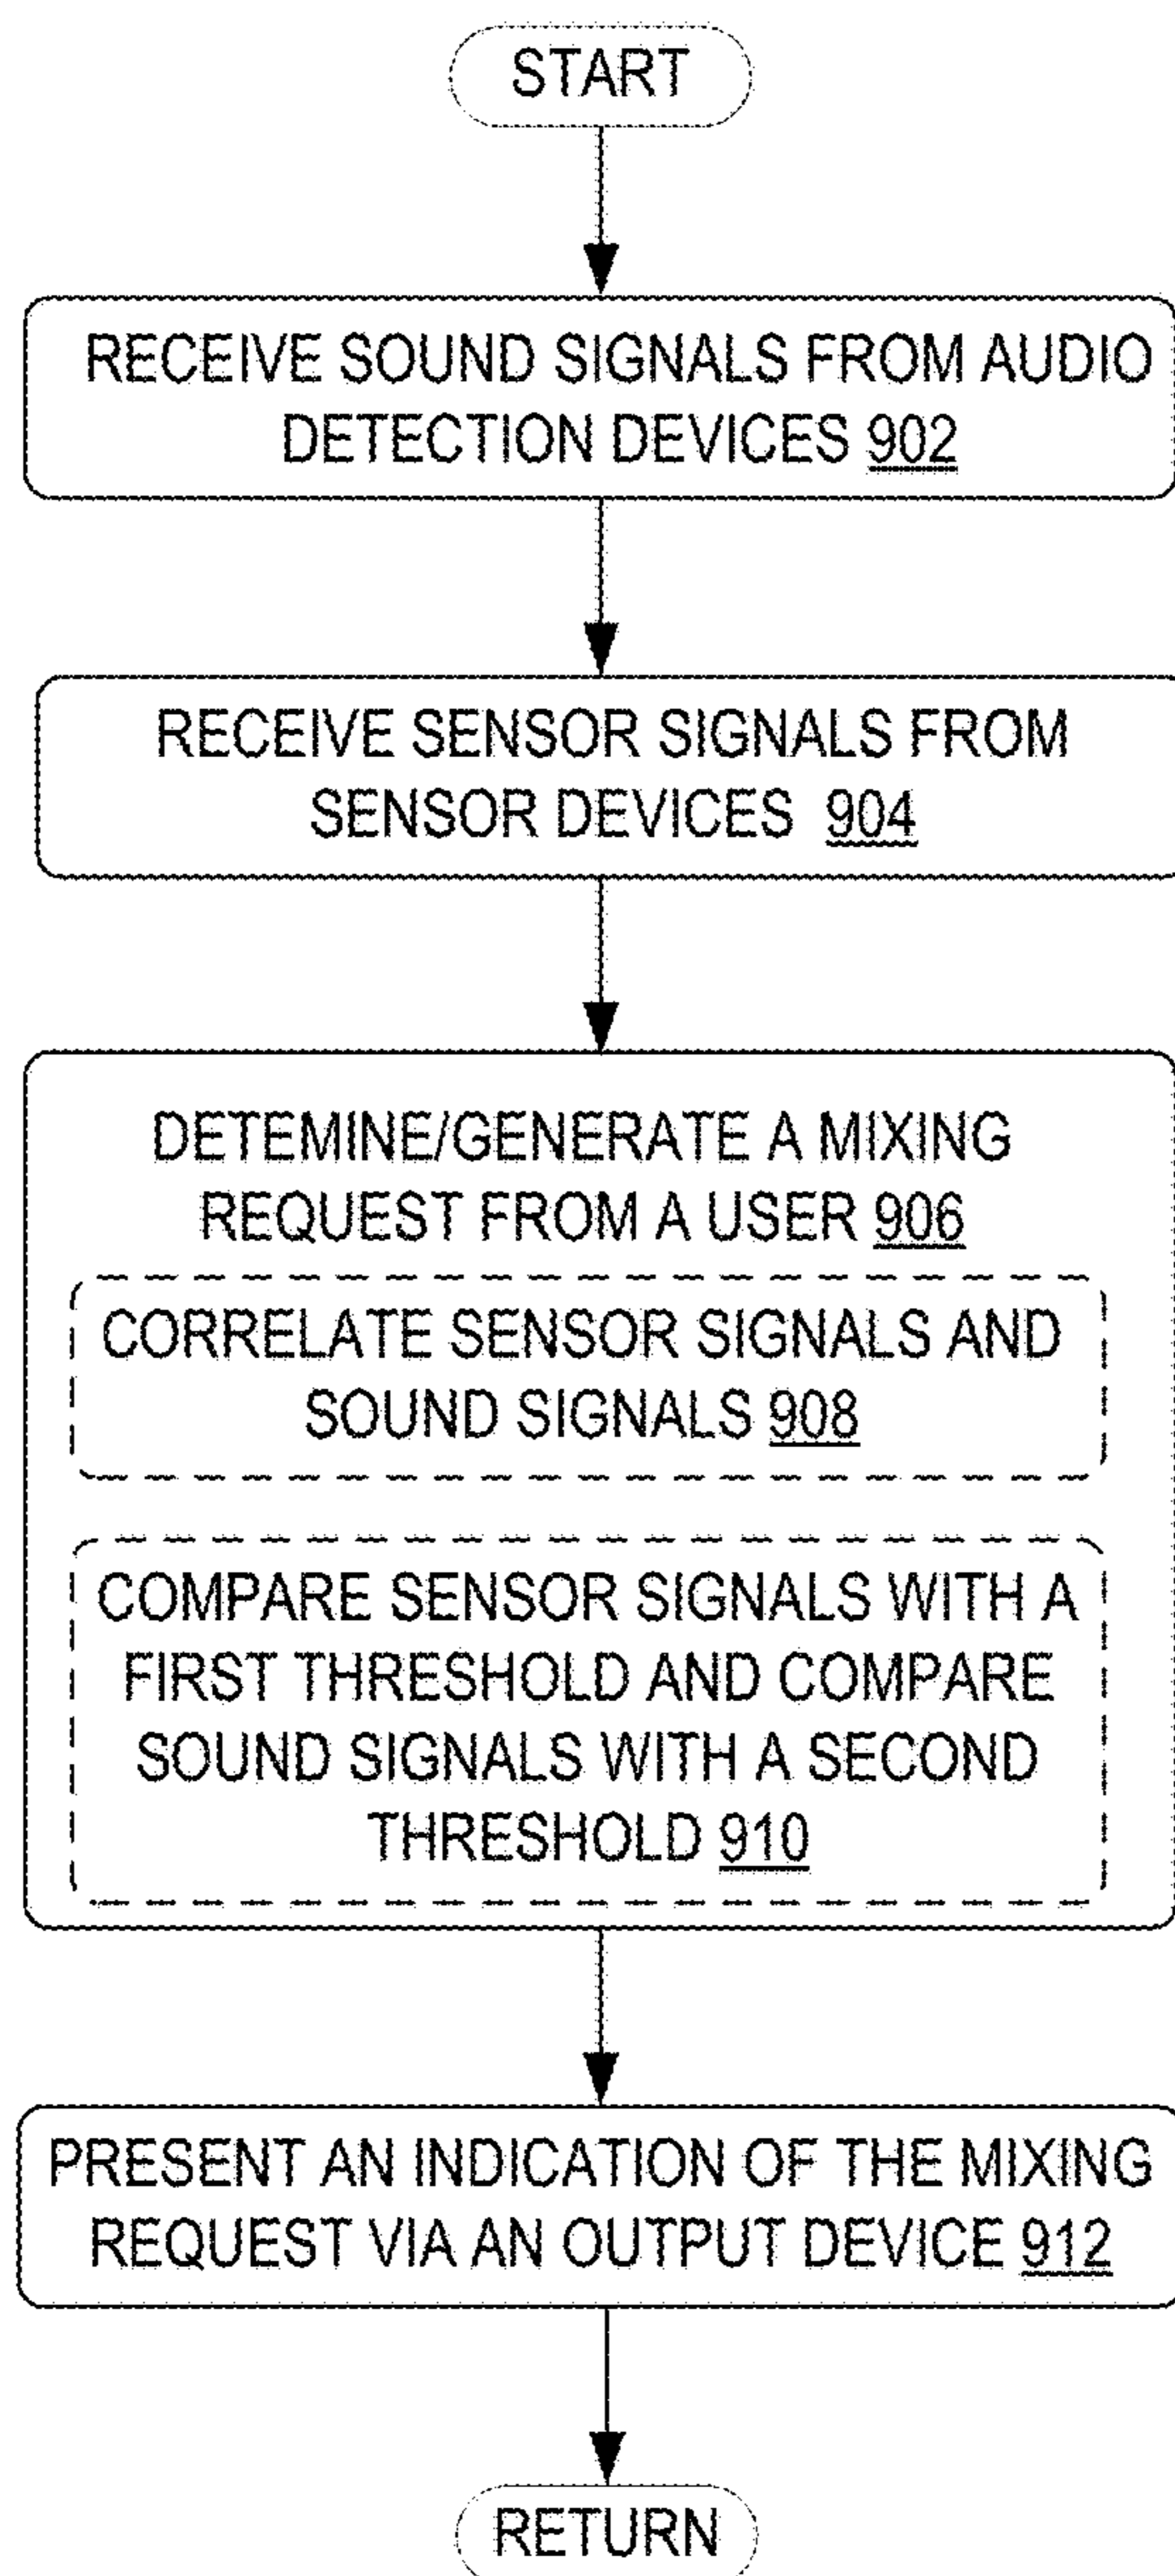 START
RECEIVE SOUND SIGNALS FROM AUDIO
DETECTION DEVICES 902
RECEIVE SENSOR SIGNALS FROM
SENSOR DEVICES 904
DETEMINE/GENERATE A MIXING
REQUEST FROM A USER 906
CORRELATE SENSOR SIGNALS AND
SOUND SIGNALS 908
COMPARE SENSOR SIGNALS WITH A
FIRST THRESHOLD AND COMPARE
SOUND SIGNALS WITH A SECOND
THRESHOLD 910
PRESENT AN INDICATION OF THE MIXING
REQUEST VIA AN OUTPUT DEVICE 912
RETURN